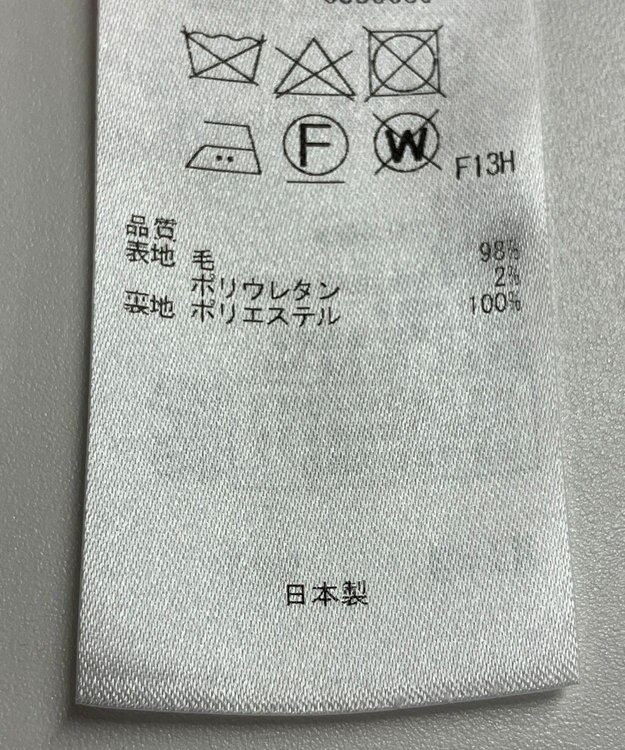 F
W
F13H
品質
表地 毛 98%
ポリウレタン 2%
裏地 ポリエステル 100%
日本製